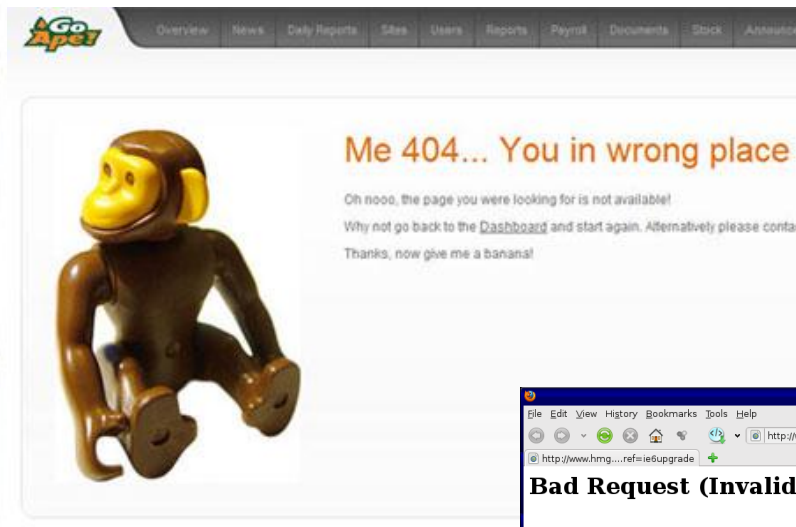 Go
Ape!
Overview News Daily Reports Sites Users Reports Payroll Documents Stock
Me 404... You in wrong place
Oh nooo, the page you were looking for is not available!
Why not go back to the Dashboard and start again. Alternatively please conta
Thanks, now give me a banana!
File Edit View History Bookmarks Tools Help
http://
http://www.hmg....ref=ie6upgrade
Bad Request (Invalid